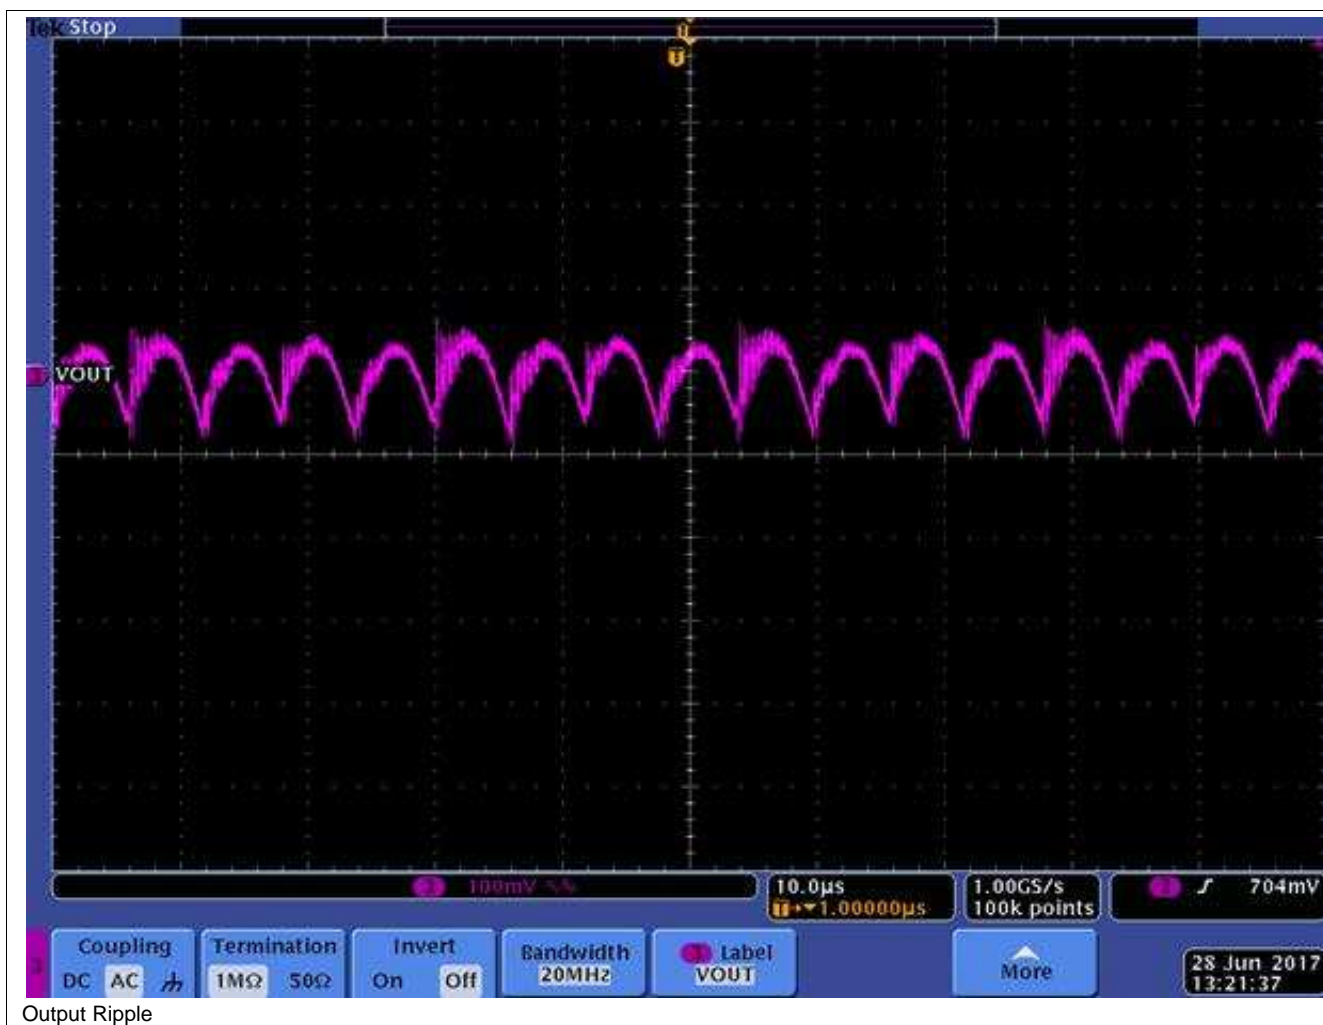 Tek Stop
VOUT
100mV
10.0µs
1.00000µs
1.00GS/s
100k points
704mV
Coupling
DC AC
Termination
1MΩ 50Ω
Invert
On Off
Bandwidth
20MHz
Label
VOUT
More
28 Jun 2017
13:21:37
Output Ripple